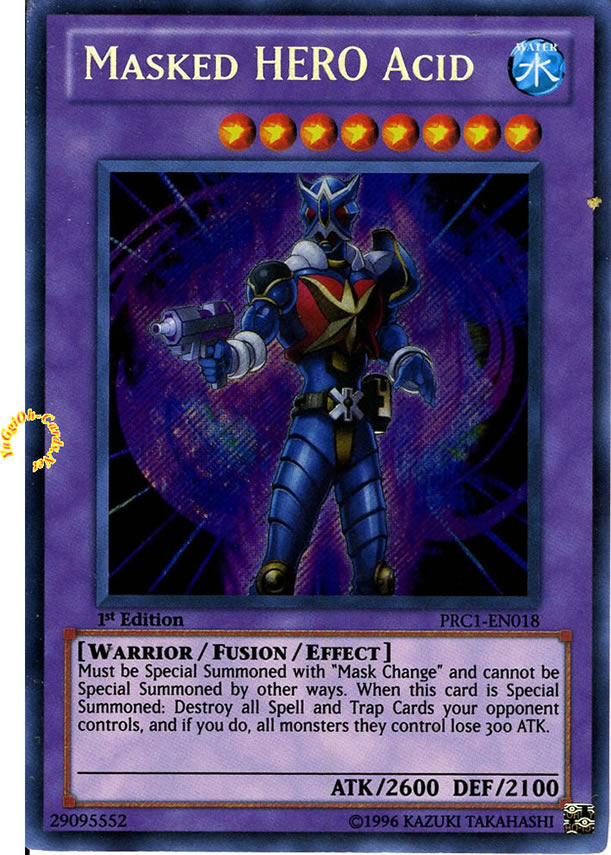 MASKED HERO ACID
WATER
水
1st Edition
PRC1-EN018
[WARRIOR / FUSION / EFFECT]
Must be Special Summoned with "Mask Change" and cannot be
Special Summoned by other ways. When this card is Special
Summoned: Destroy all Spell and Trap Cards your opponent
controls, and if you do, all monsters they control lose 300 ATK.
ATK/2600 DEF/2100
29095552
©1996 KAZUKI TAKAHASHI
YuGgiOh-Cards.Net